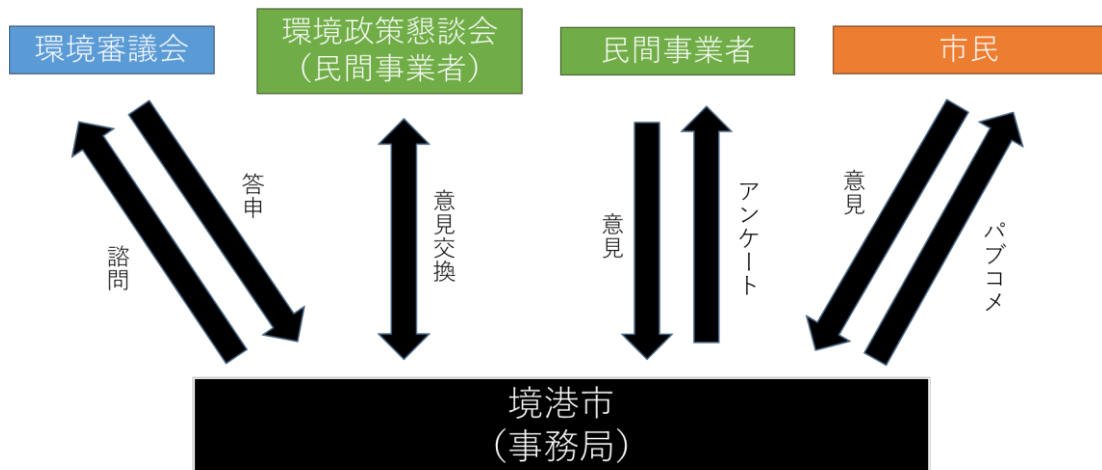 環境審議会
環境政策懇談会
（民間事業者）
民間事業者
市民
諮問
答申
意見交換
意見
アンケート
意見
パブコメ
境港市
（事務局）